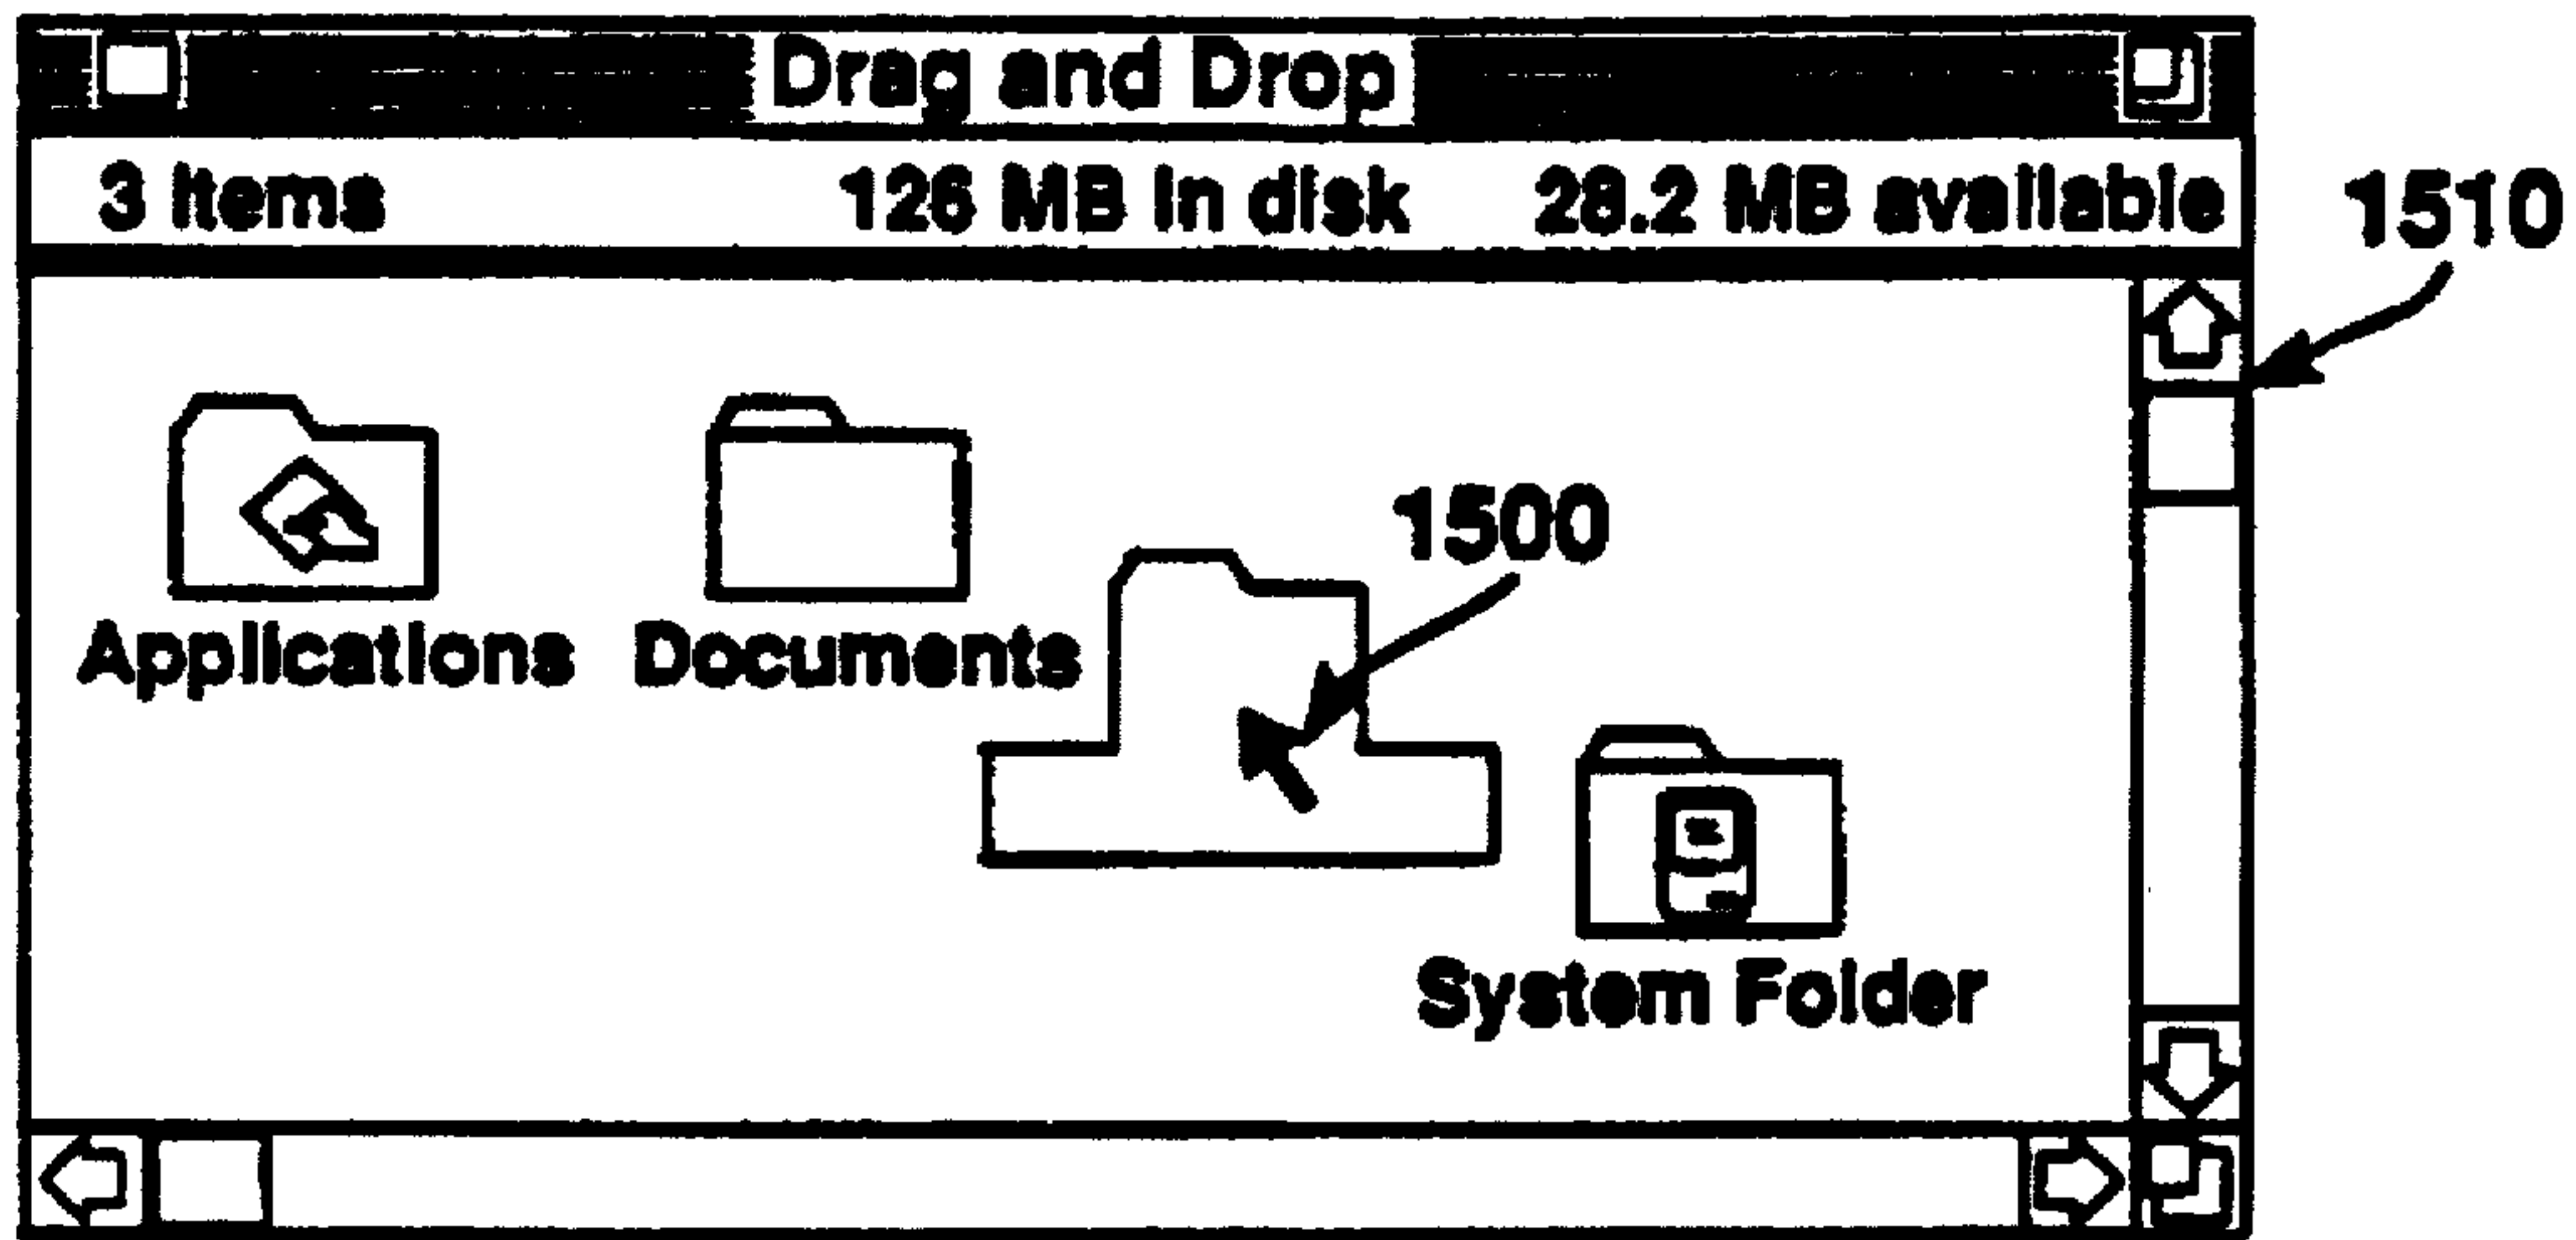 Drag and Drop
3 items 126 MB in disk 28.2 MB available
1510
1500
Applications Documents
System Folder